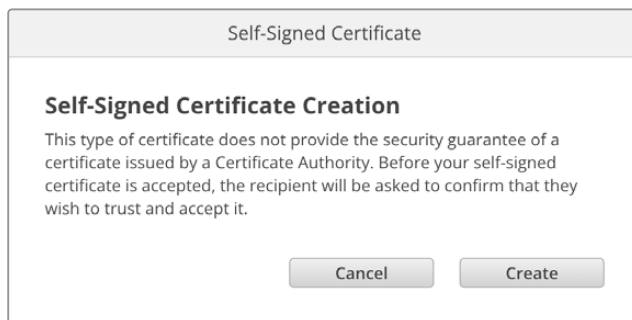 Self-Signed Certificate
Self-Signed Certificate Creation
This type of certificate does not provide the security guarantee of a
certificate issued by a Certificate Authority. Before your self-signed
certificate is accepted, the recipient will be asked to confirm that they
wish to trust and accept it.
Cancel Create